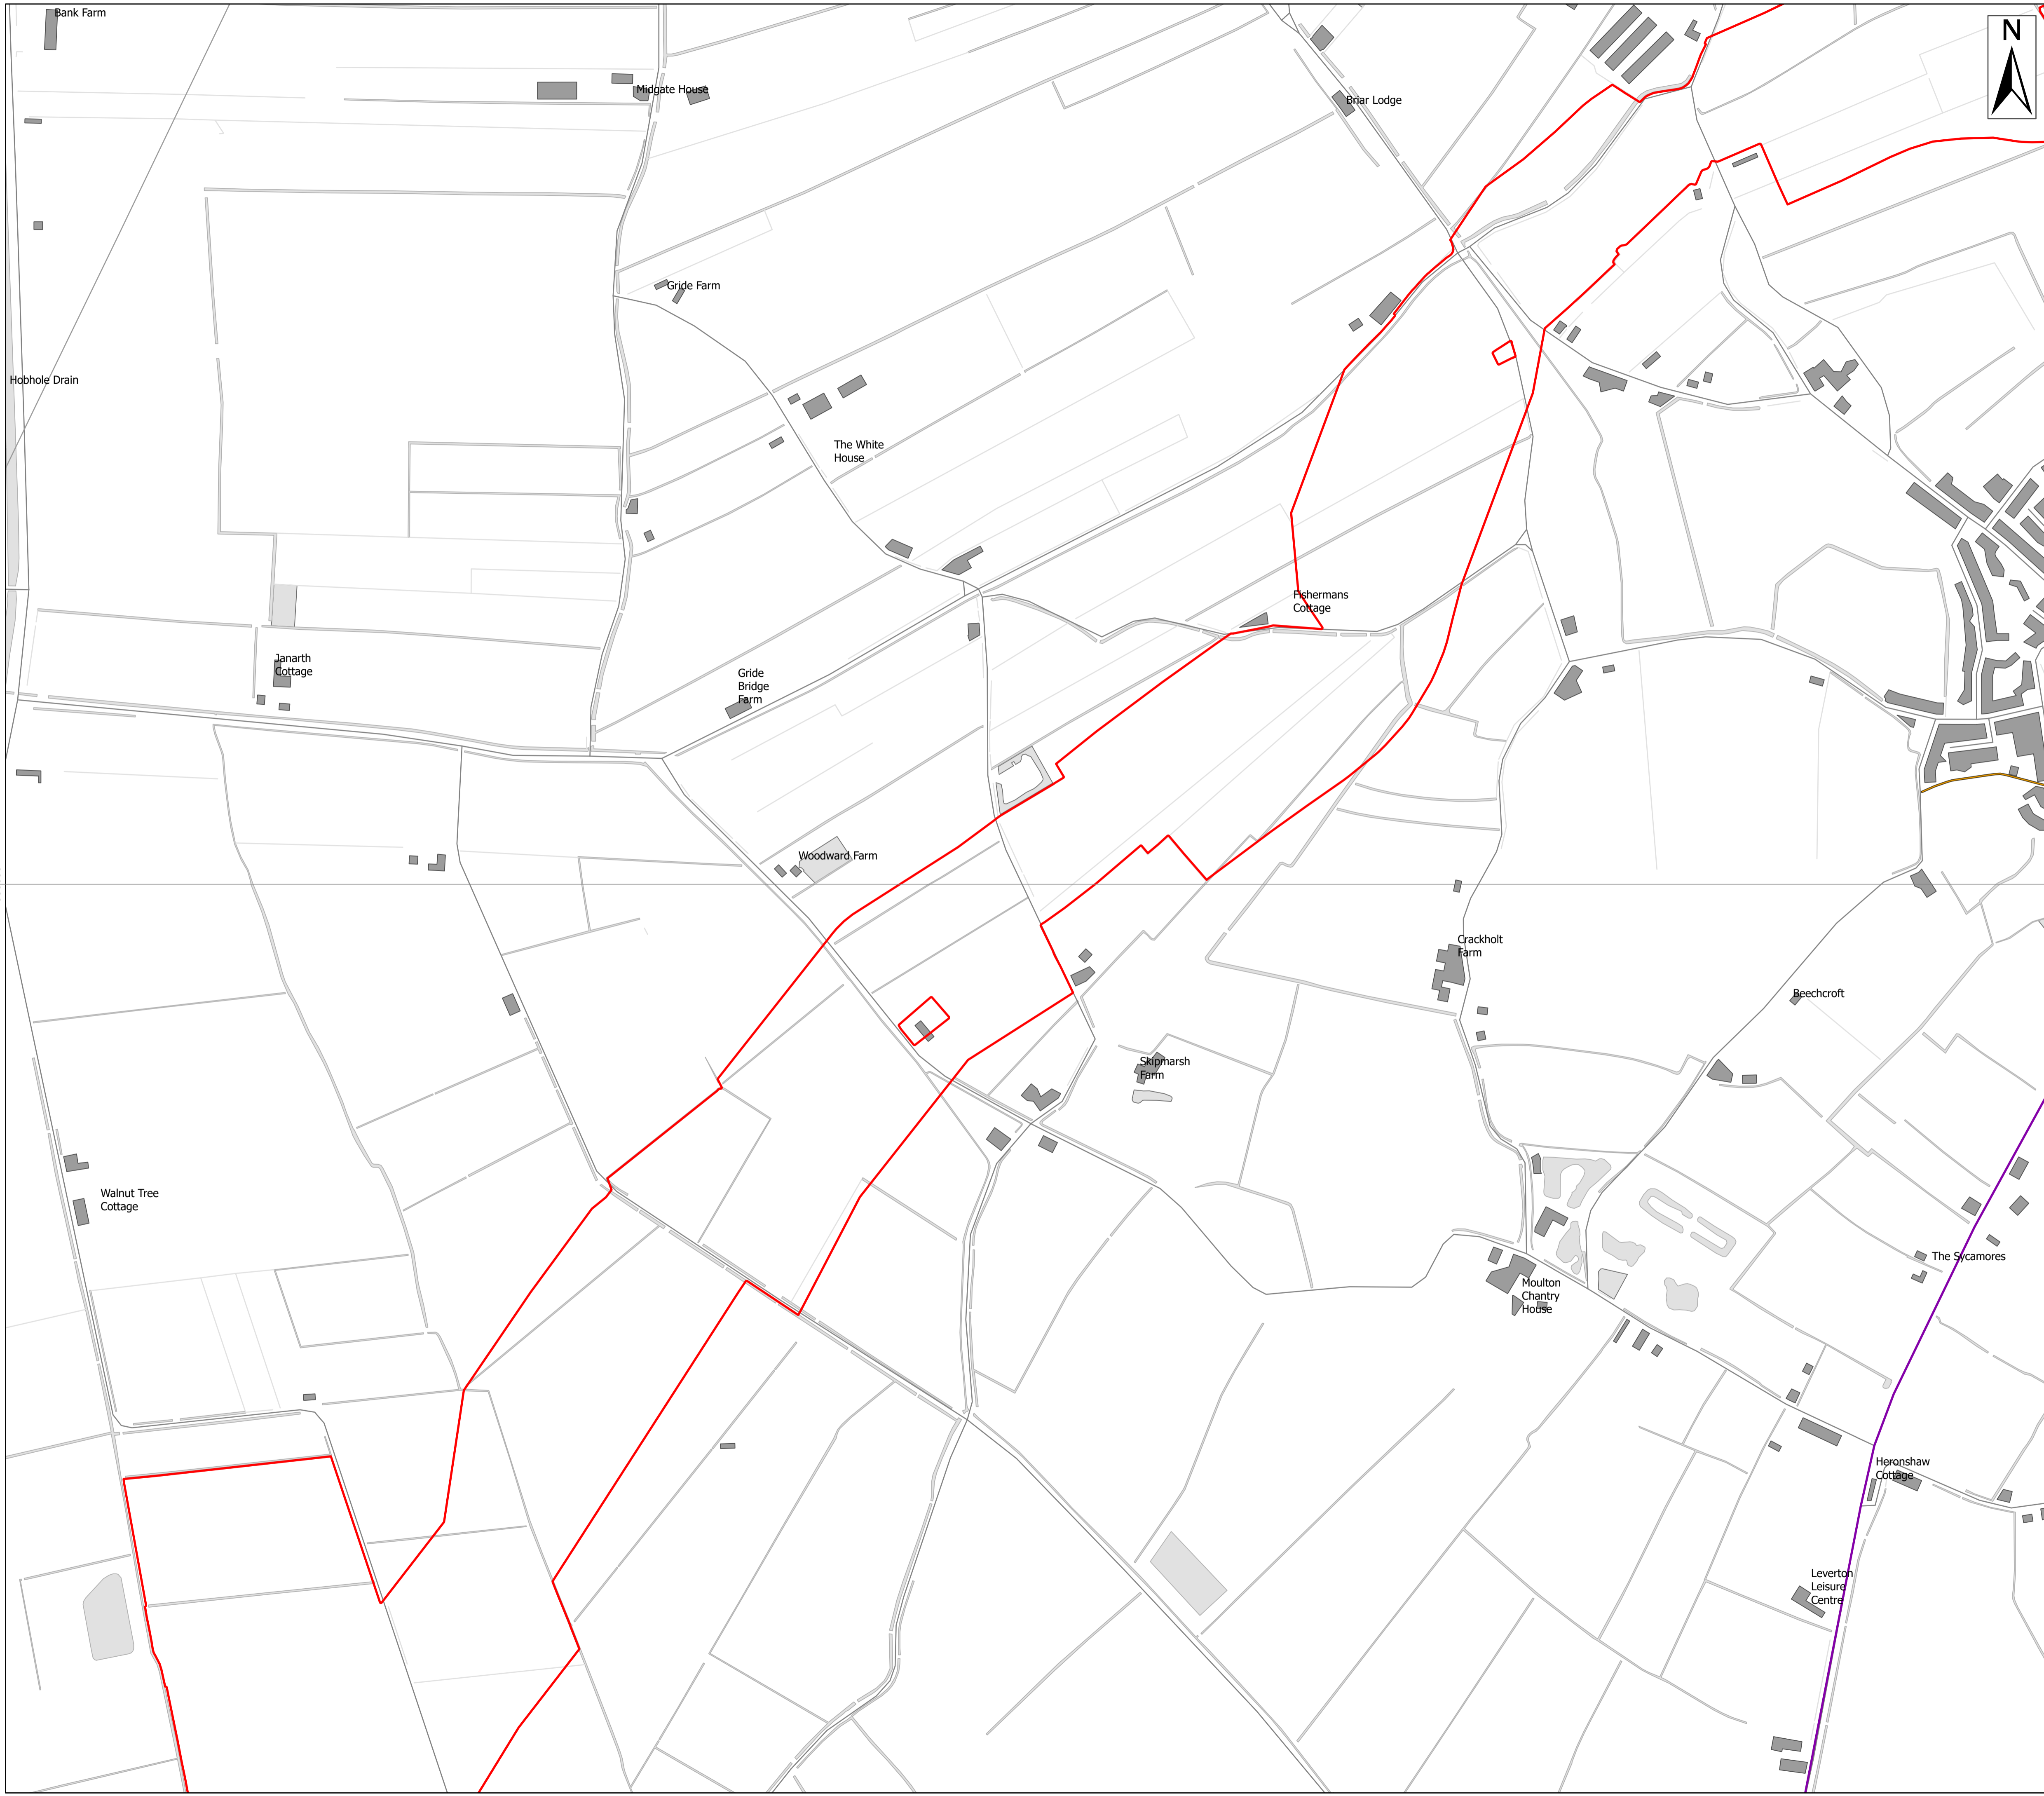 Bank Farm
N
Midgate House
Briar Lodge
Gride Farm
Hobhole Drain
The White
House
Fishermans
Cottage
Janarth
Cottage
Gride
Bridge
Farm
Woodward Farm
Crackholt
Farm
Beechcroft
Skipmarsh
Farm
Walnut Tree
Cottage
The Sycamores
Moulton
Chantry
House
Heronshaw
Cottage
Leverton
Leisure
Centre